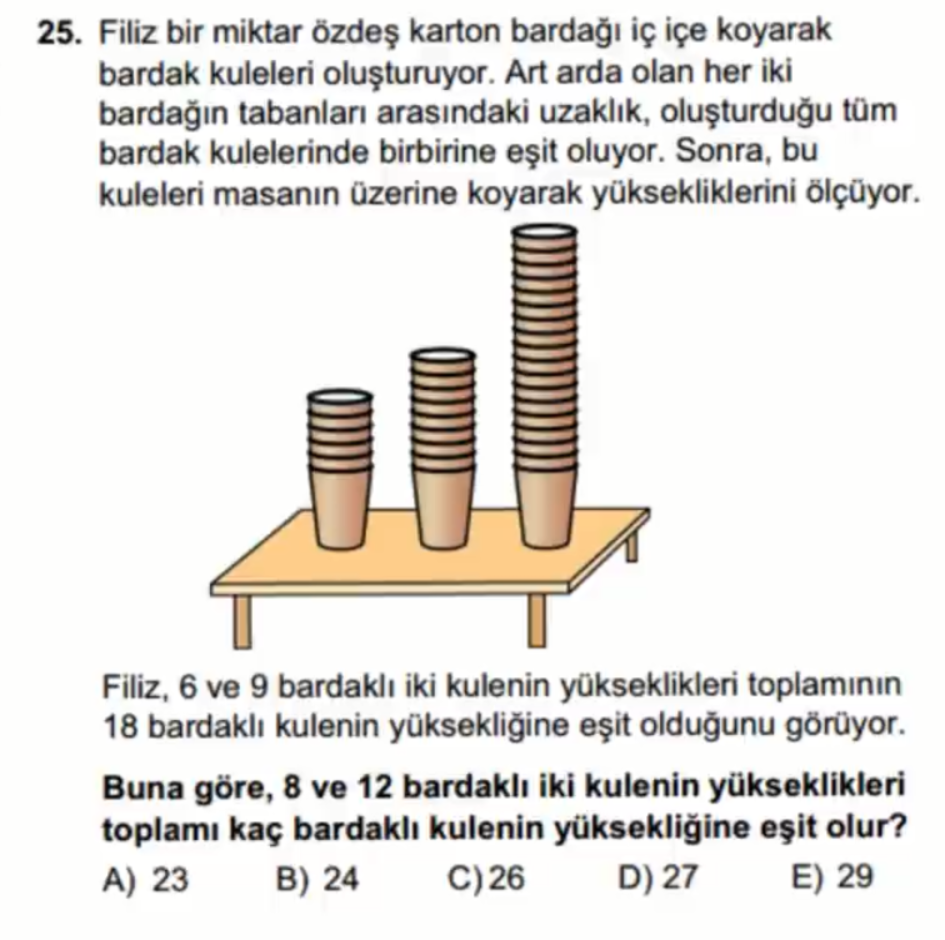 25. Filiz bir miktar özdeş karton bardağı iç içe koyarak
bardak kuleleri oluşturuyor. Art arda olan her iki
bardağın tabanları arasındaki uzaklık, oluşturduğu tüm
bardak kulelerinde birbirine eşit oluyor. Sonra, bu
kuleleri masanın üzerine koyarak yüksekliklerini ölçüyor.
Filiz, 6 ve 9 bardaklı iki kulenin yükseklikleri toplamının
18 bardaklı kulenin yüksekliğine eşit olduğunu görüyor.
Buna göre, 8 ve 12 bardaklı iki kulenin yükseklikleri
toplamı kaç bardaklı kulenin yüksekliğine eşit olur?
A) 23 B) 24 C) 26 D) 27 E) 29